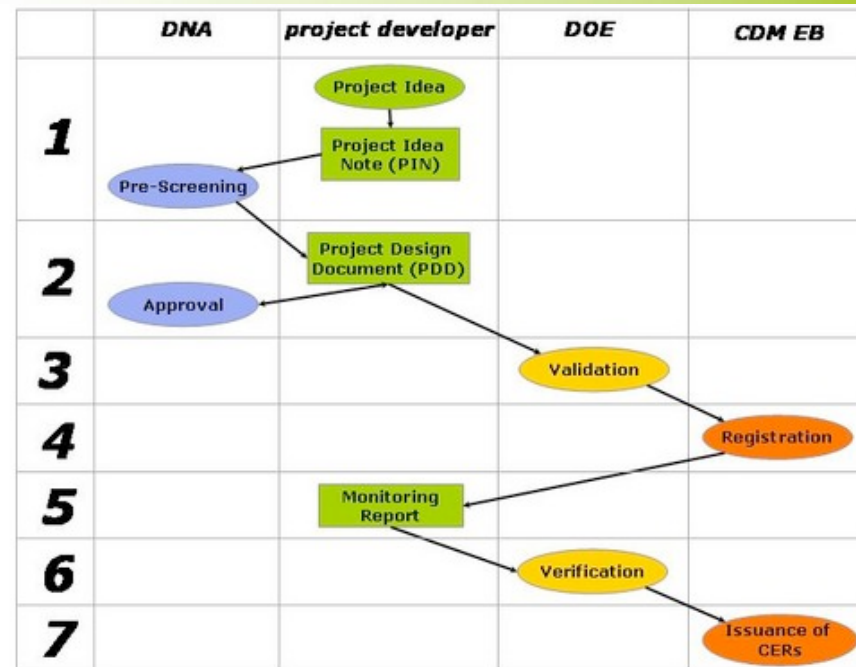 DNA project developer DOE CDM EB
1
Project Idea
Project Idea
Note (PIN)
Pre-Screening
2
Project Design
Document (PDD)
Approval
3
Validation
4
Registration
5
Monitoring
Report
6
Verification
7
Issuance of
CERs